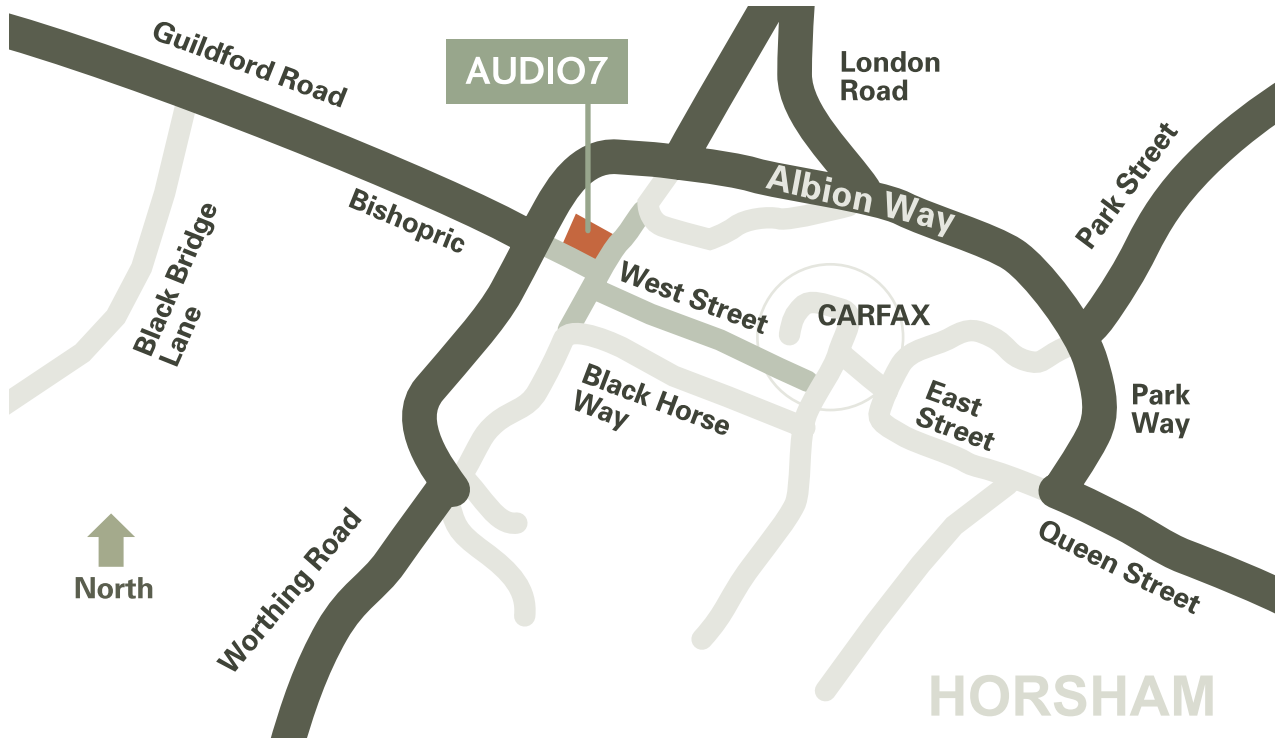 Guildford Road
AUDIO7
London
Road
Park Street
Albion Way
Bishopric
Black Bridge
Lane
West Street
CARFAX
Black Horse
Way
East
Street
Park
Way
North
Worthing Road
Queen Street
HORSHAM